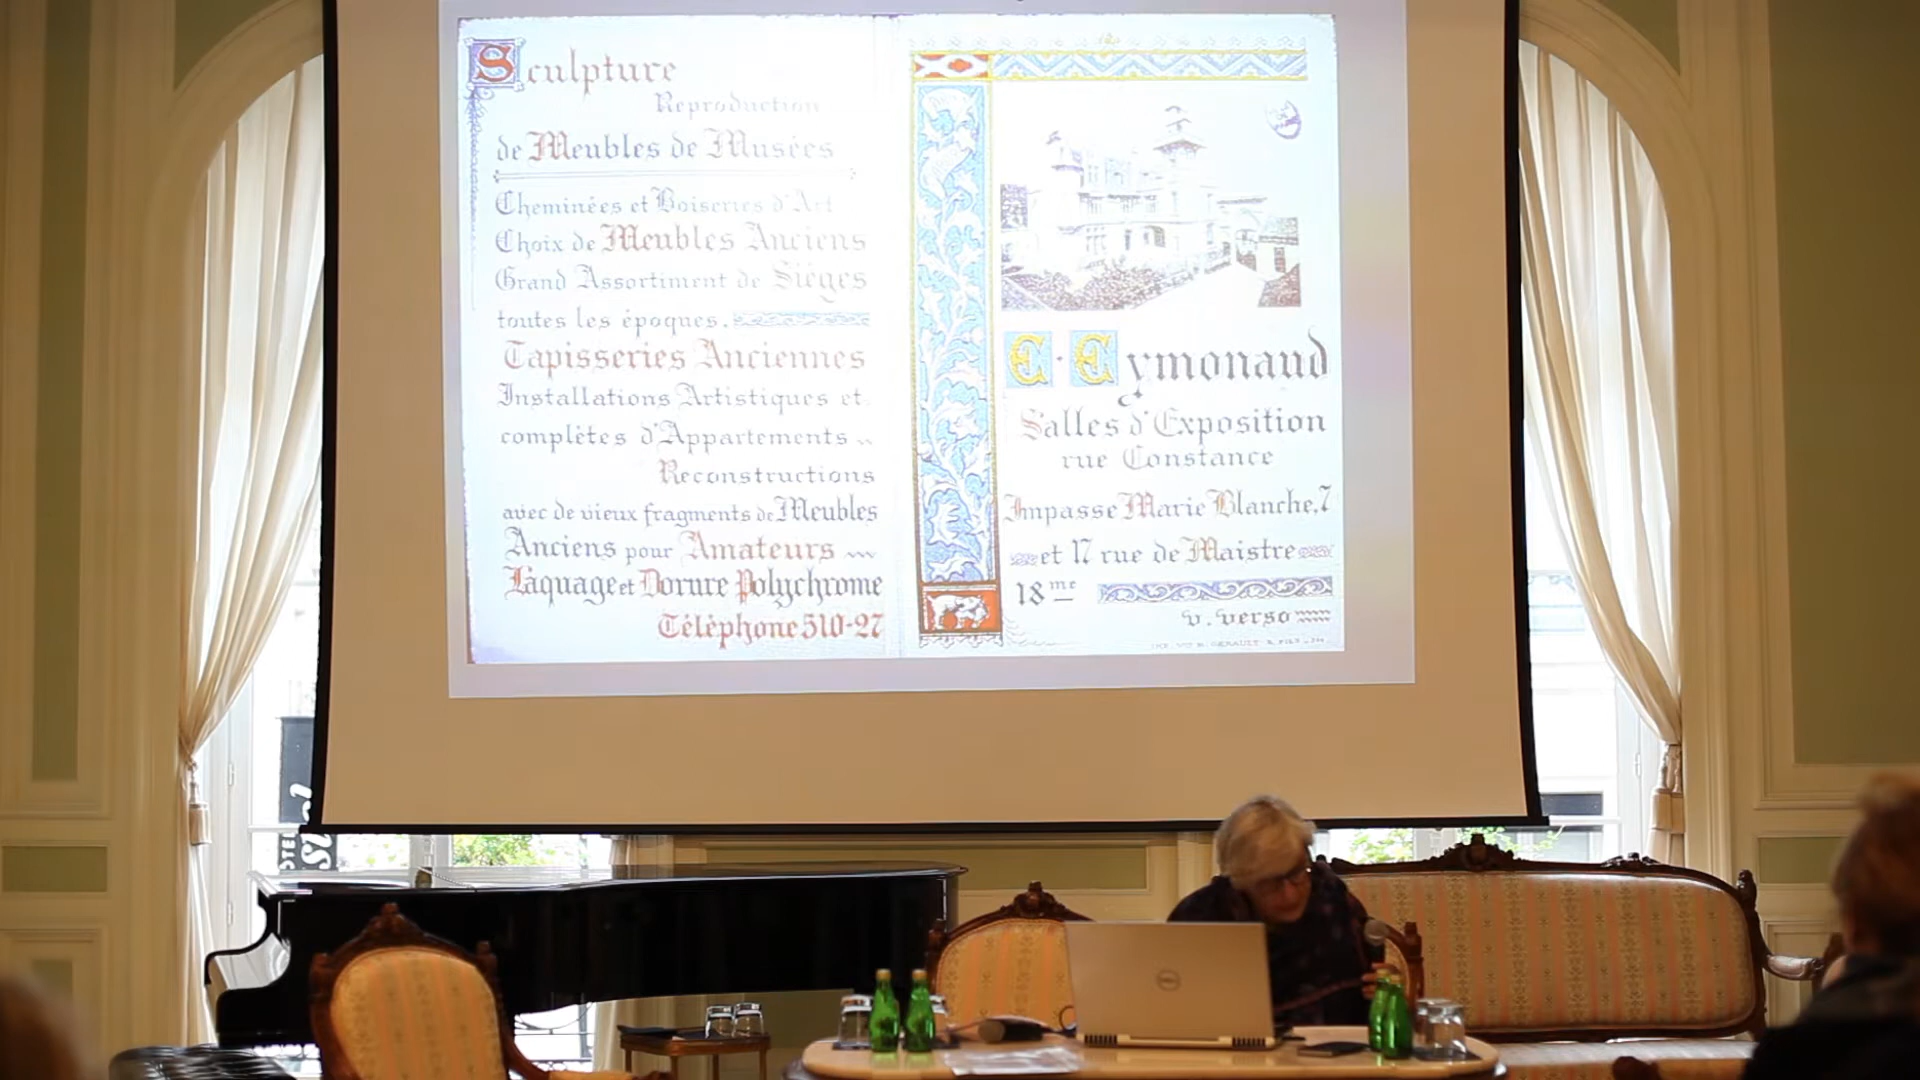 Sculpture
Reproduction
de Meubles de Musées
Cheminées et Boiseries d'Art
Choix de Meubles Anciens
Grand Assortiment de Sièges
toutes les époques.
Tapisseries Anciennes
Installations Artistiques et
complètes d'Appartements
Reconstructions
avec de vieux fragments de Meubles
Anciens pour Amateurs
Laquage et Dorure Polychrome
Téléphone 510-27
E. Eymonaud
Salles d'Exposition
rue Constance
Impasse Marie Blanche, 7
et 17 rue de Maistre
18me
v. verso
DELL